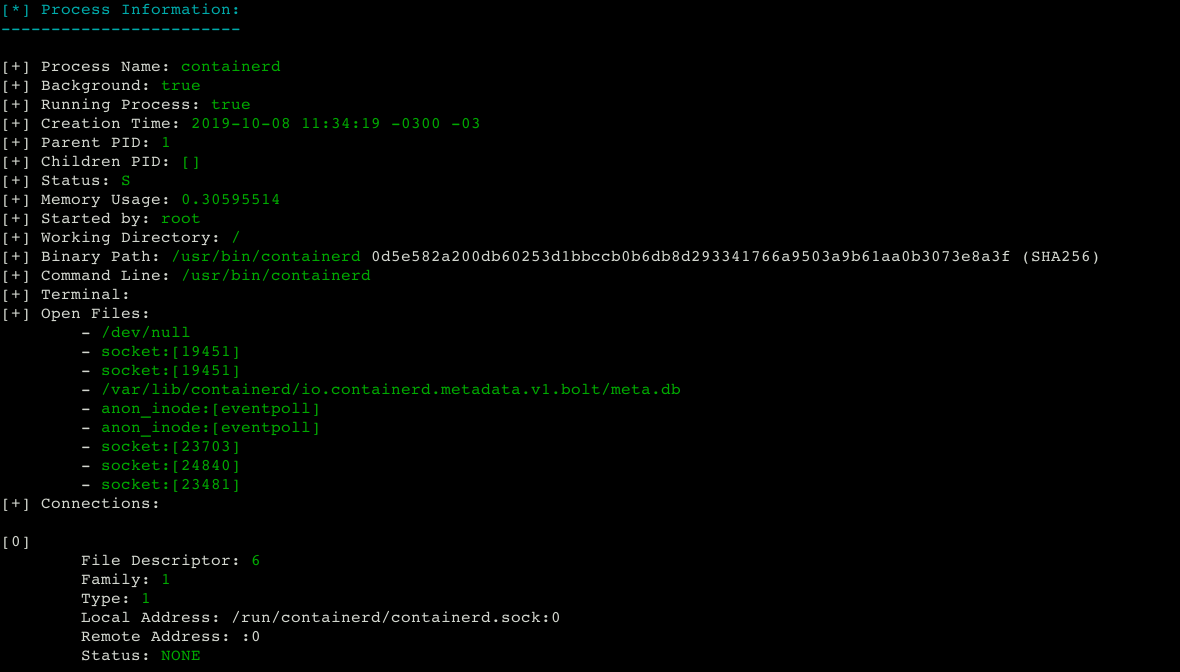 [*] Process Information:
------------------------
[+] Process Name: containerd
[+] Background: true
[+] Running Process: true
[+] Creation Time: 2019-10-08 11:34:19 -0300 -03
[+] Parent PID: 1
[+] Children PID: []
[+] Status: S
[+] Memory Usage: 0.30595514
[+] Started by: root
[+] Working Directory: /
[+] Binary Path: /usr/bin/containerd 0d5e582a200db60253d1bbccb0b6db8d293341766a9503a9b61aa0b3073e8a3f (SHA256)
[+] Command Line: /usr/bin/containerd
[+] Terminal:
[+] Open Files:
- /dev/null
- socket:[19451]
- socket:[19451]
- /var/lib/containerd/io.containerd.metadata.v1.bolt/meta.db
- anon_inode:[eventpoll]
- anon_inode:[eventpoll]
- socket:[23703]
- socket:[24840]
- socket:[23481]
[+] Connections:
[0]
File Descriptor: 6
Family: 1
Type: 1
Local Address: /run/containerd/containerd.sock:0
Remote Address: :0
Status: NONE